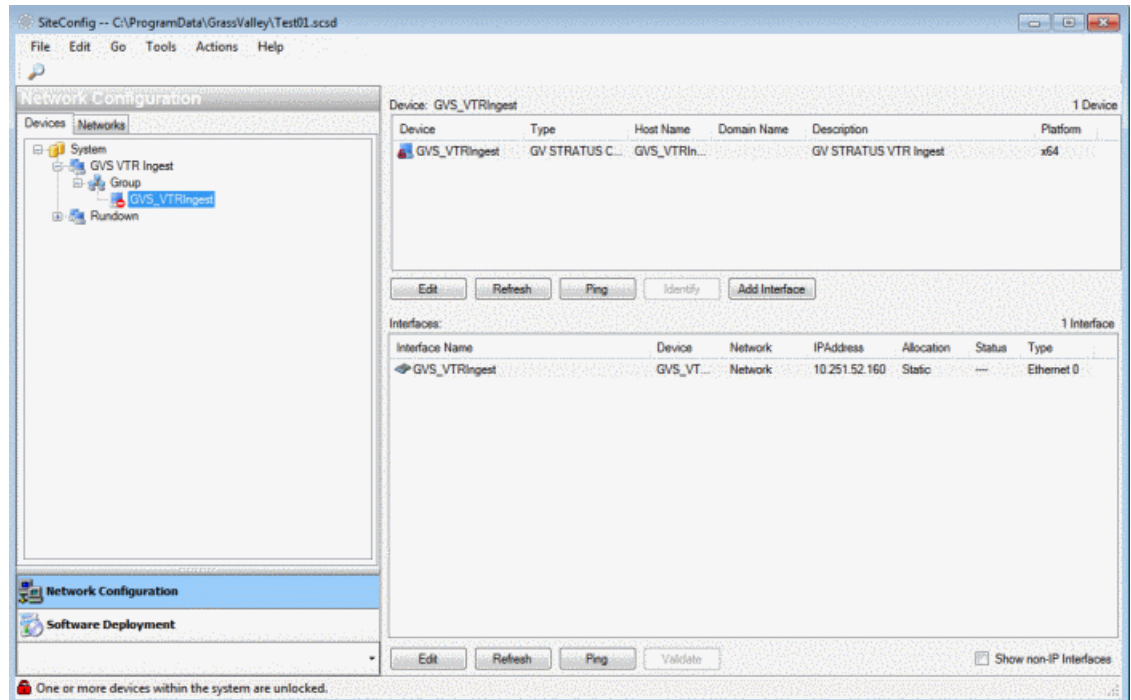 SiteConfig -- C:\ProgramData\GrassValley\Test01.scsd
File Edit Go Tools Actions Help
Network Configuration
Devices Networks
System
GVS VTR Ingest
Group
GVS_VTRIngest
Rundown
Network Configuration
Software Deployment
Device: GVS_VTRIngest 1 Device
Device Type Host Name Domain Name Description Platform
GVS_VTRIngest GV STRATUS C... GVS_VTRIn... GV STRATUS VTR Ingest x64
Edit Refresh Ping Identify Add Interface
Interfaces: 1 Interface
Interface Name Device Network IPAddress Allocation Status Type
GVS_VTRIngest GVS_VT... Network 10.251.52.160 Static --- Ethernet 0
Edit Refresh Ping Validate Show non-IP Interfaces
One or more devices within the system are unlocked.